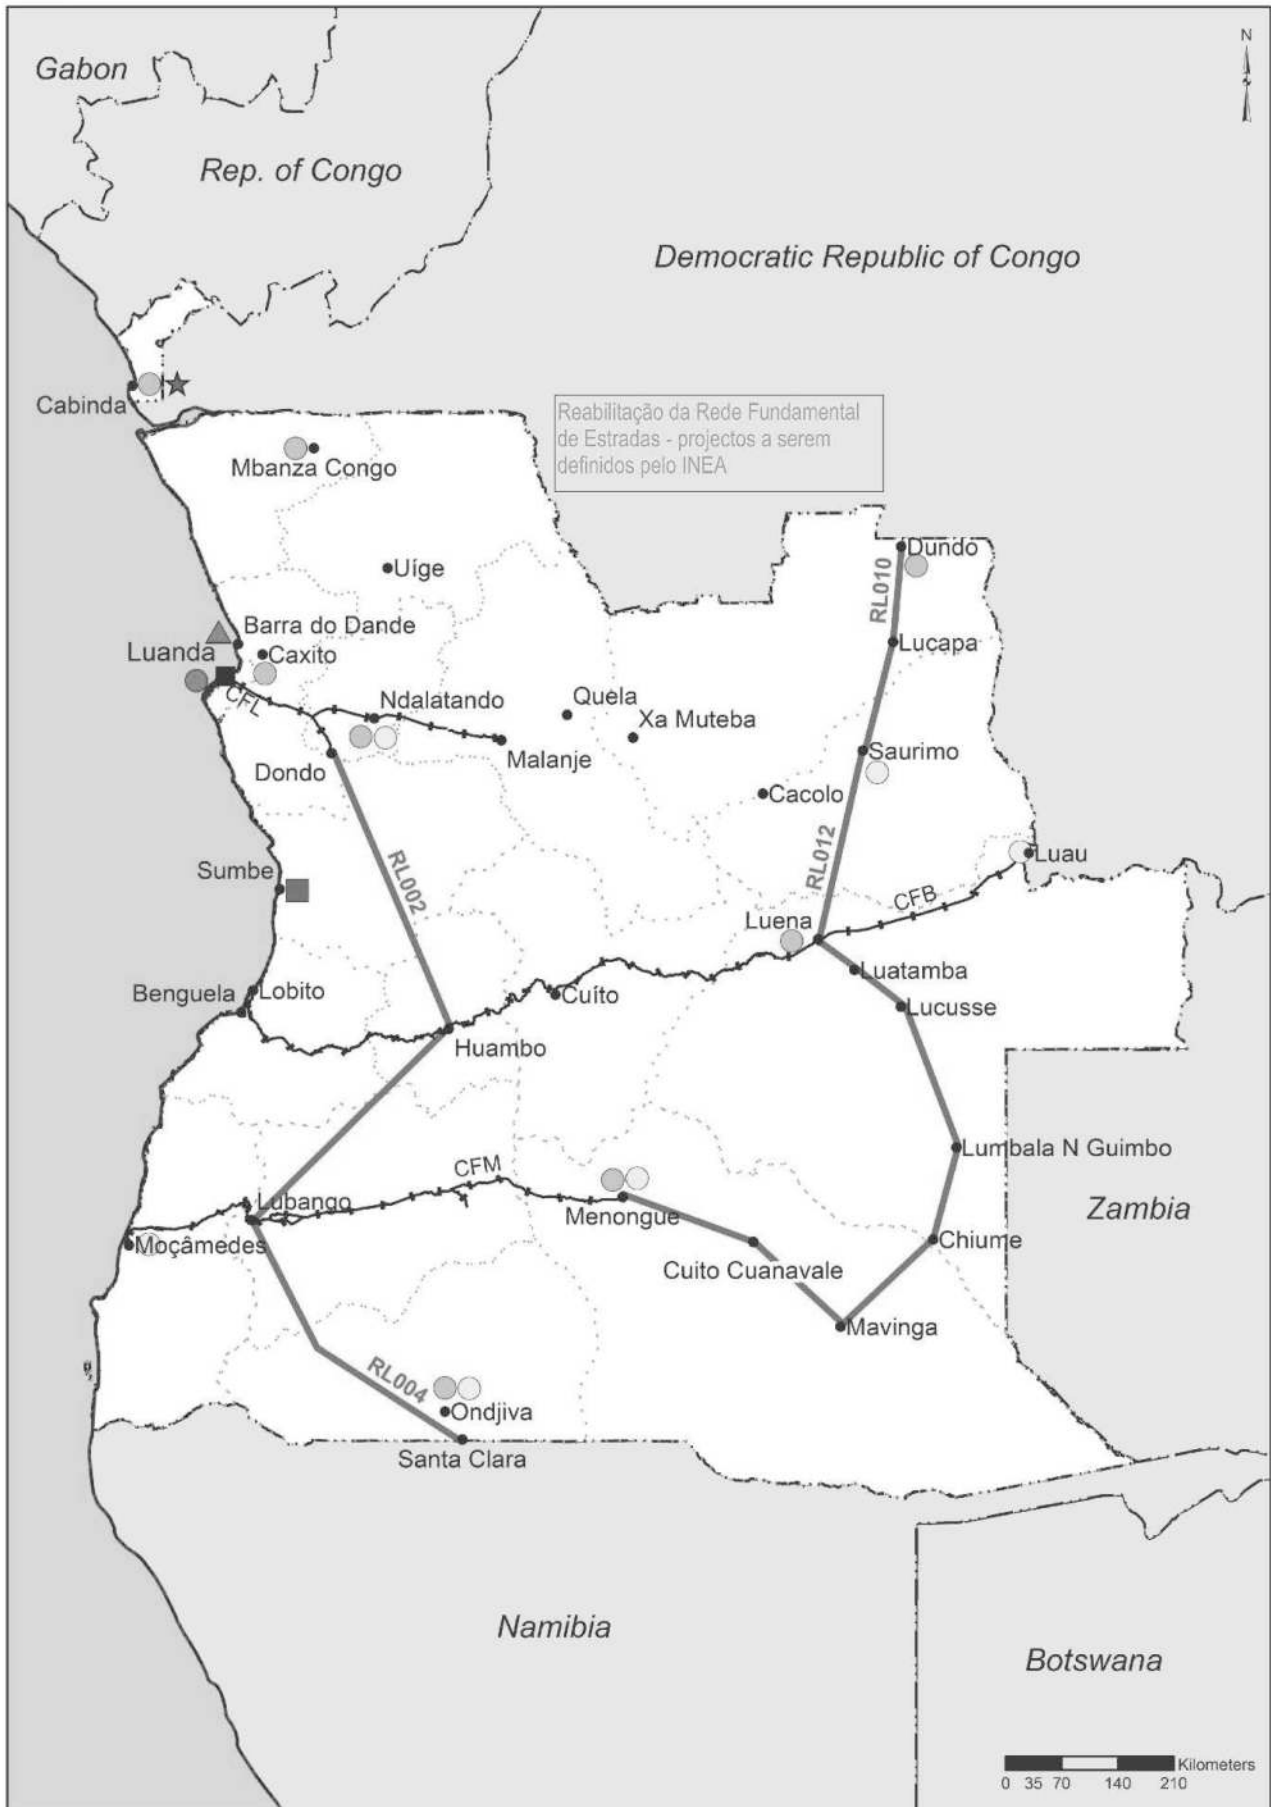 N
Gabon
Rep. of Congo
Democratic Republic of Congo
Cabinda
Reabilitação da Rede Fundamental
de Estradas - projectos a serem
definidos pelo INEA
Mbanza Congo
Dundo
Uíge
RL010
Barra do Dande
Lucapa
Luanda
Caxito
CFL
Ndalatando
Quela
Xa Muteba
Malanje
Saurimo
Dondo
Cacolo
RL002
RL012
Luau
Sumbe
CFB
Luena
Luatamba
Benguela
Lobito
Cuíto
Lucusse
Huambo
Lumbala N Guimbo
CFM
Lubango
Menongue
Zambia
Moçâmedes
Chiume
Cuito Cuanavale
Mavinga
RL004
Ondjiva
Santa Clara
Namibia
Botswana
Kilometers
0 35 70 140 210